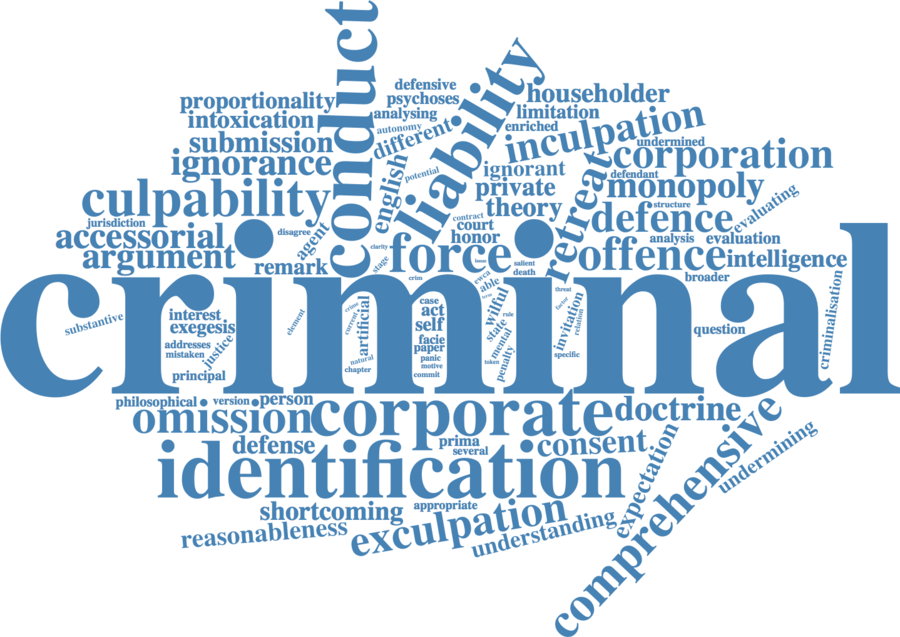 conduct
liability
defensive
psychoses
householder
proportionality
analysing
limitation
intoxication
autonomy
enriched
different
inculpation
submission
undermined
ignorance
english
potential
ignorant
corporation
defendant
private
retreat
monopoly
culpability
theory
structure
evaluating
jurisdiction
contract
defence
accessorial
disagree
agent
court
honor
analysis
evaluation
argument
clarity
force
offence
intelligence
remark
stage
salient
death
broader
criminal
crim
ewca
able
threat
substantive
interest
exegesis
element
crime
current
artificial
case
act
self
wilful
state
rule
factor
invitation
relation
question
criminalisation
addresses
mistaken
justice
facie
paper
panic
motive
commit
mental
penalty
token
specific
natural
chapter
principal
philosophical
version
person
omission
corporate
doctrine
comprehensive
defense
prima
several
consent
identification
expectation
undermining
shortcoming
appropriate
exculpation
reasonableness
understanding